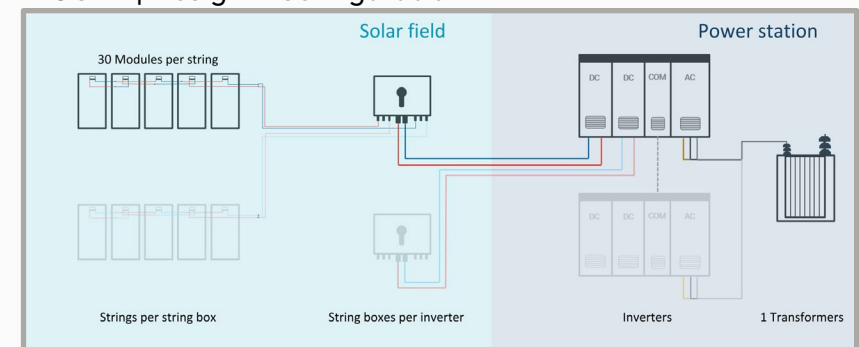 Solar field
Power station
30 Modules per string
DC DC COM AC
DC DC COM AC
Strings per string box
String boxes per inverter
Inverters
1 Transformers